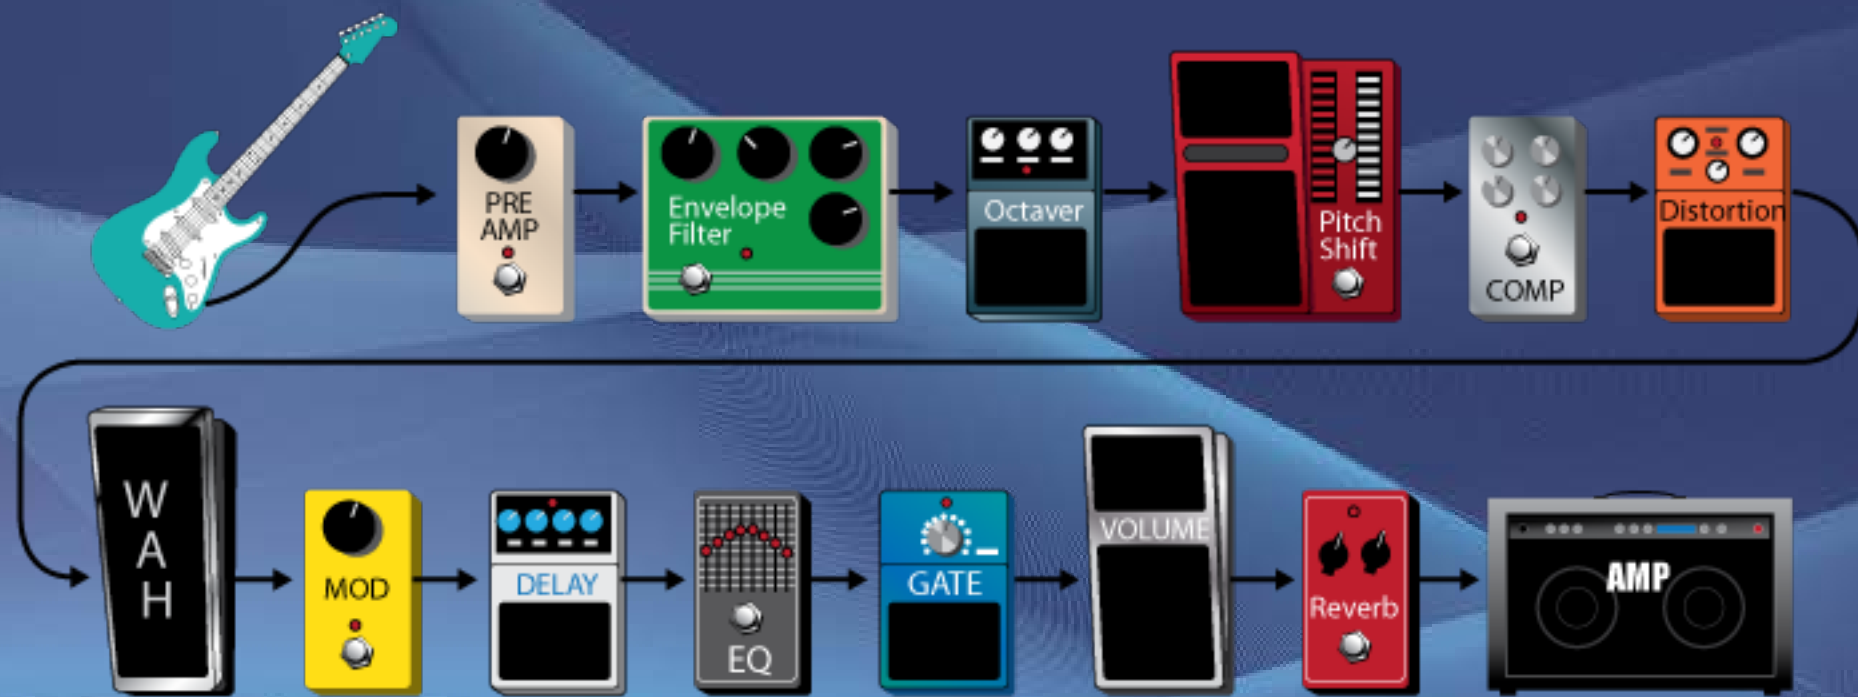 PRE
AMP
Envelope
Filter
Octaver
Pitch
Shift
COMP
Distortion
W
A
H
MOD
DELAY
EQ
GATE
VOLUME
Reverb
AMP